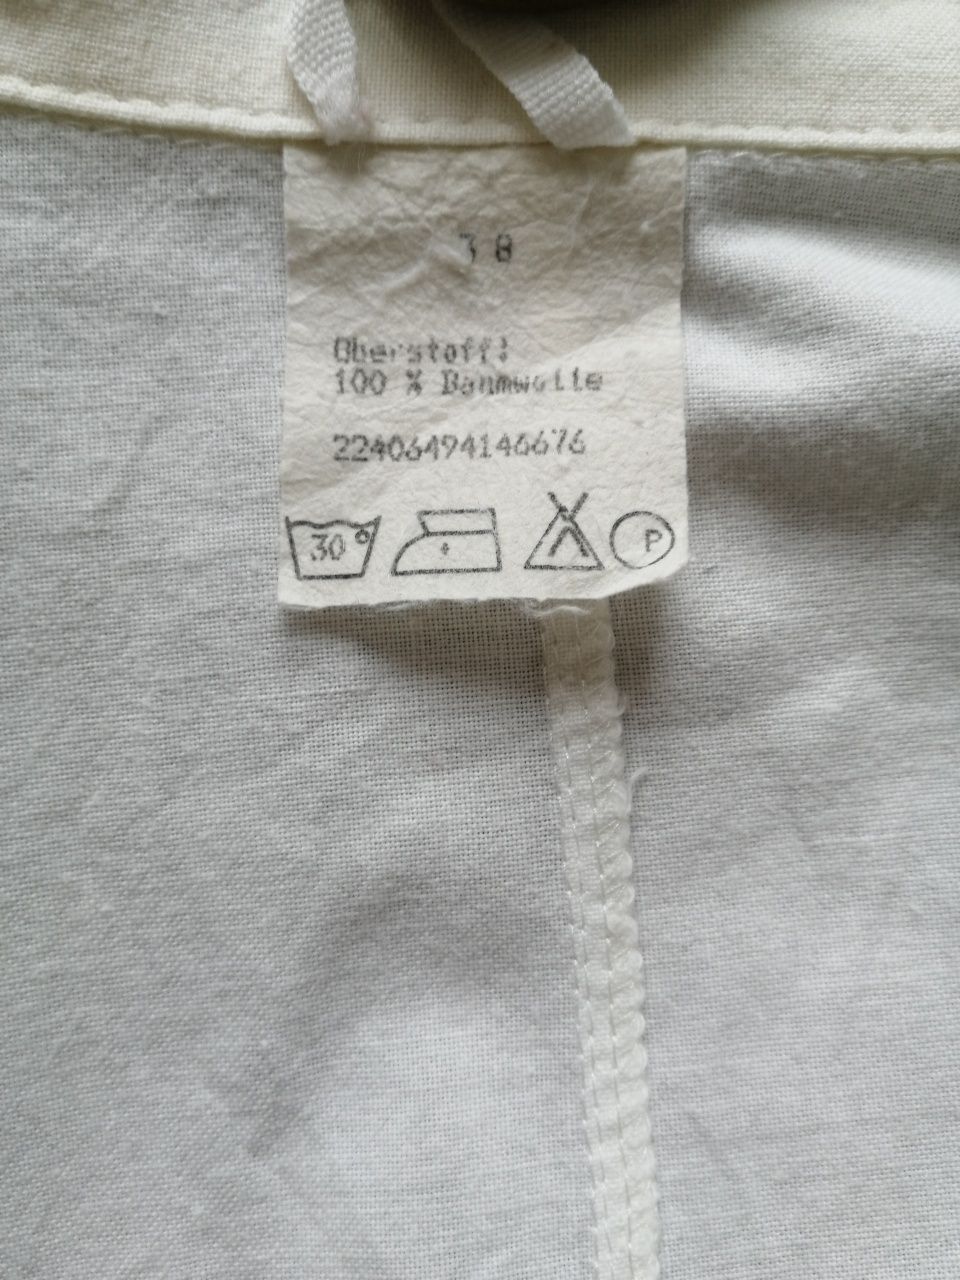 38
Oberstoff:
100 % Baumwolle
22406494146676
30°
P